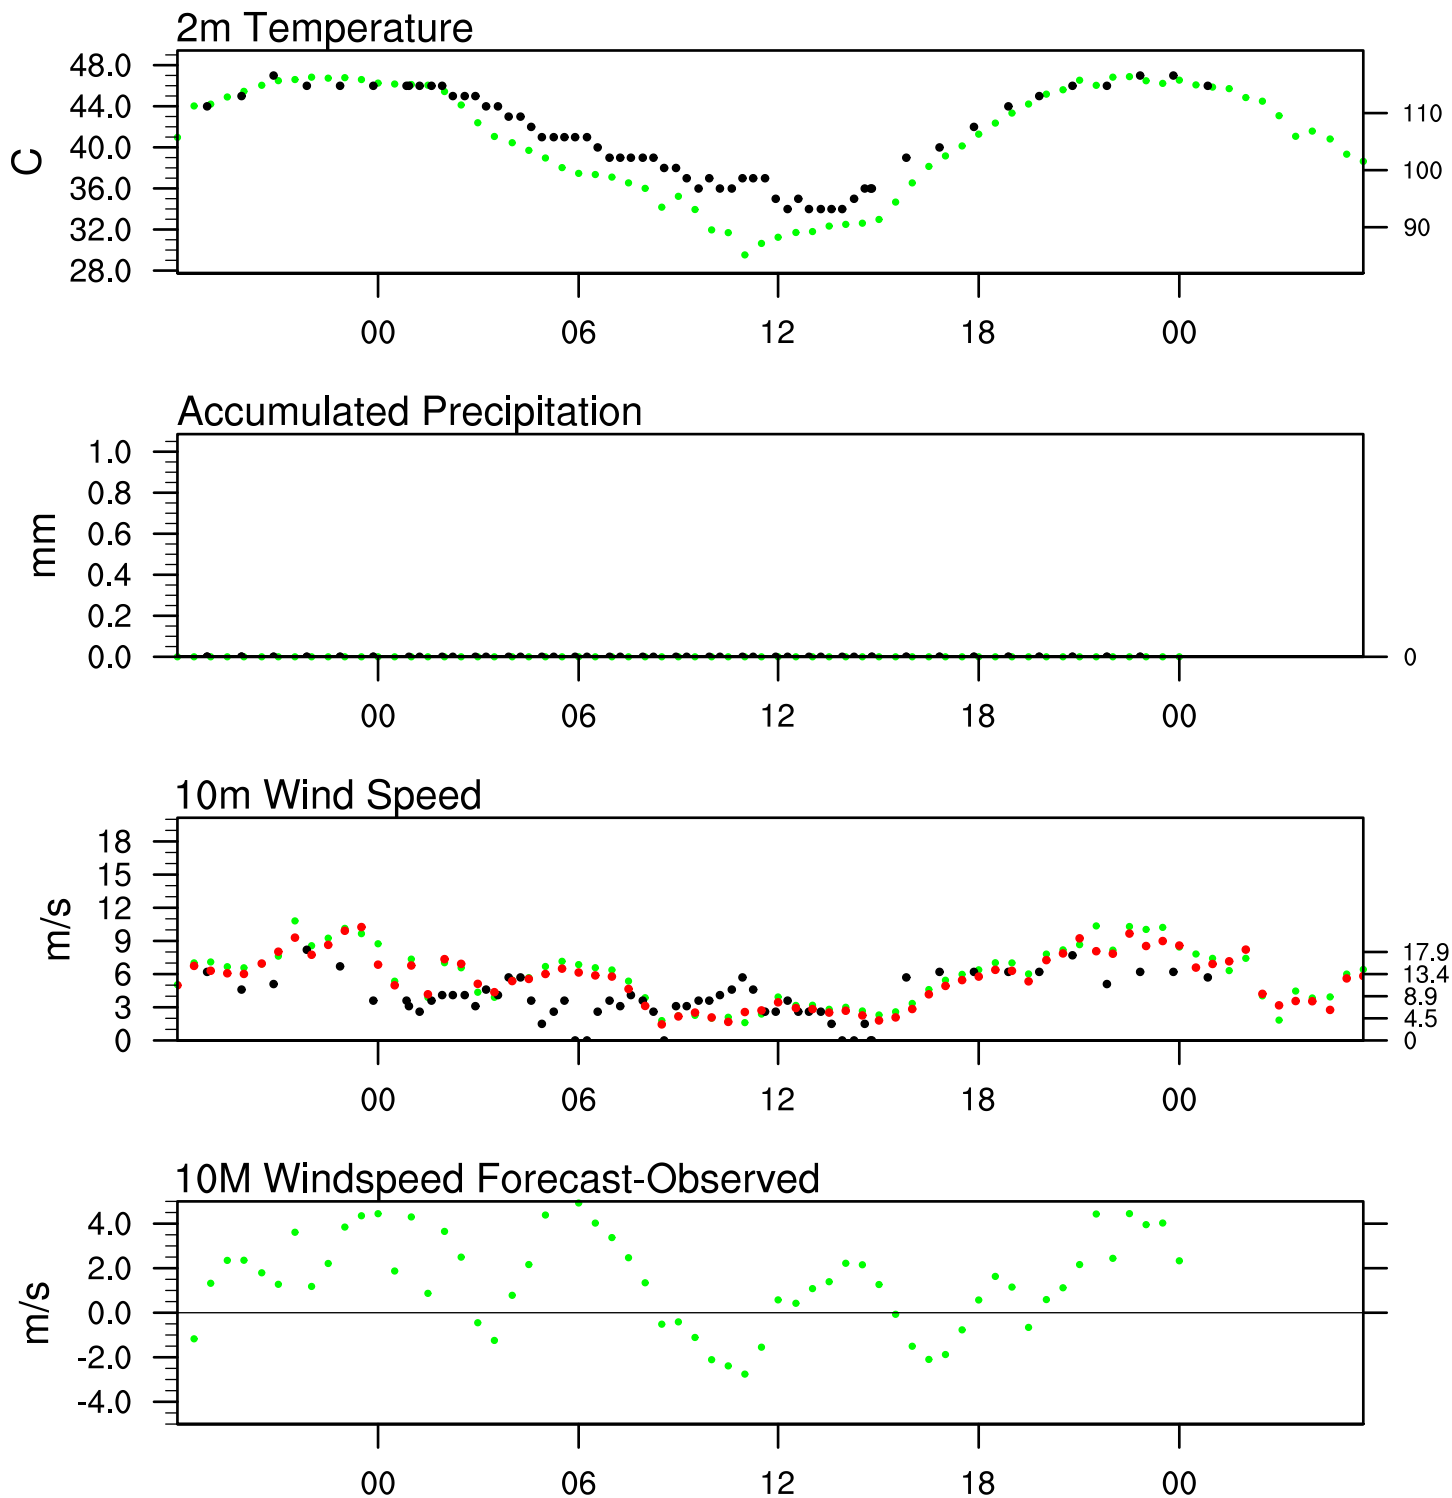 2m Temperature
48.0
44.0
40.0
36.0
32.0
28.0
C
110
100
90
00 06 12 18 00
Accumulated Precipitation
1.0
0.8
0.6
0.4
0.2
0.0
mm
0
00 06 12 18 00
10m Wind Speed
18
15
12
9
6
3
0
m/s
17.9
13.4
8.9
4.5
0
00 06 12 18 00
10M Windspeed Forecast-Observed
4.0
2.0
0.0
-2.0
-4.0
m/s
00 06 12 18 00